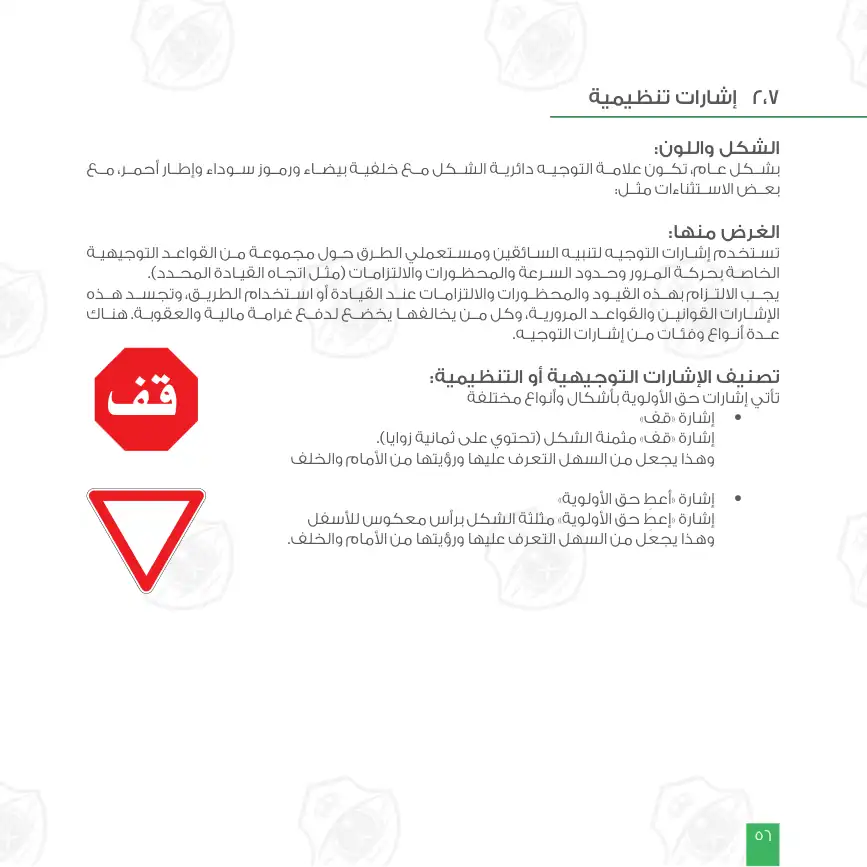 ٢،٧ إشارات تنظيمية
الشكل واللون:
بشكل عام، تكون علامة التوجيه دائرية الشكل مع خلفية بيضاء ورموز سوداء وإطار أحمر، مع
بعض الاستثناءات مثل:
الغرض منها:
تستخدم إشارات التوجيه لتنبيه السائقين ومستعملي الطرق حول مجموعة من القواعد التوجيهية
الخاصة بحركة المرور وحدود السرعة والمحظورات والالتزامات (مثل اتجاه القيادة المحدد).
يجب الالتزام بهذه القيود والمحظورات والالتزامات عند القيادة أو استخدام الطريق، وتجسد هذه
الإشارات القوانين والقواعد المرورية، وكل من يخالفها يخضع لدفع غرامة مالية والعقوبة. هناك
عدة أنواع وفئات من إشارات التوجيه.
تصنيف الإشارات التوجيهية أو التنظيمية:
تأتي إشارات حق الأولوية بأشكال وأنواع مختلفة
• إشارة «قف»
إشارة «قف» مثمنة الشكل (تحتوي على ثمانية زوايا).
وهذا يجعل من السهل التعرف عليها ورؤيتها من الأمام والخلف
قف
• إشارة «أعطِ حق الأولوية»
إشارة «إعطَ حق الأولوية» مثلثة الشكل برأس معكوس للأسفل
وهذا يجعَل من السهل التعرف عليها ورؤيتها من الأمام والخلف.
٥٦